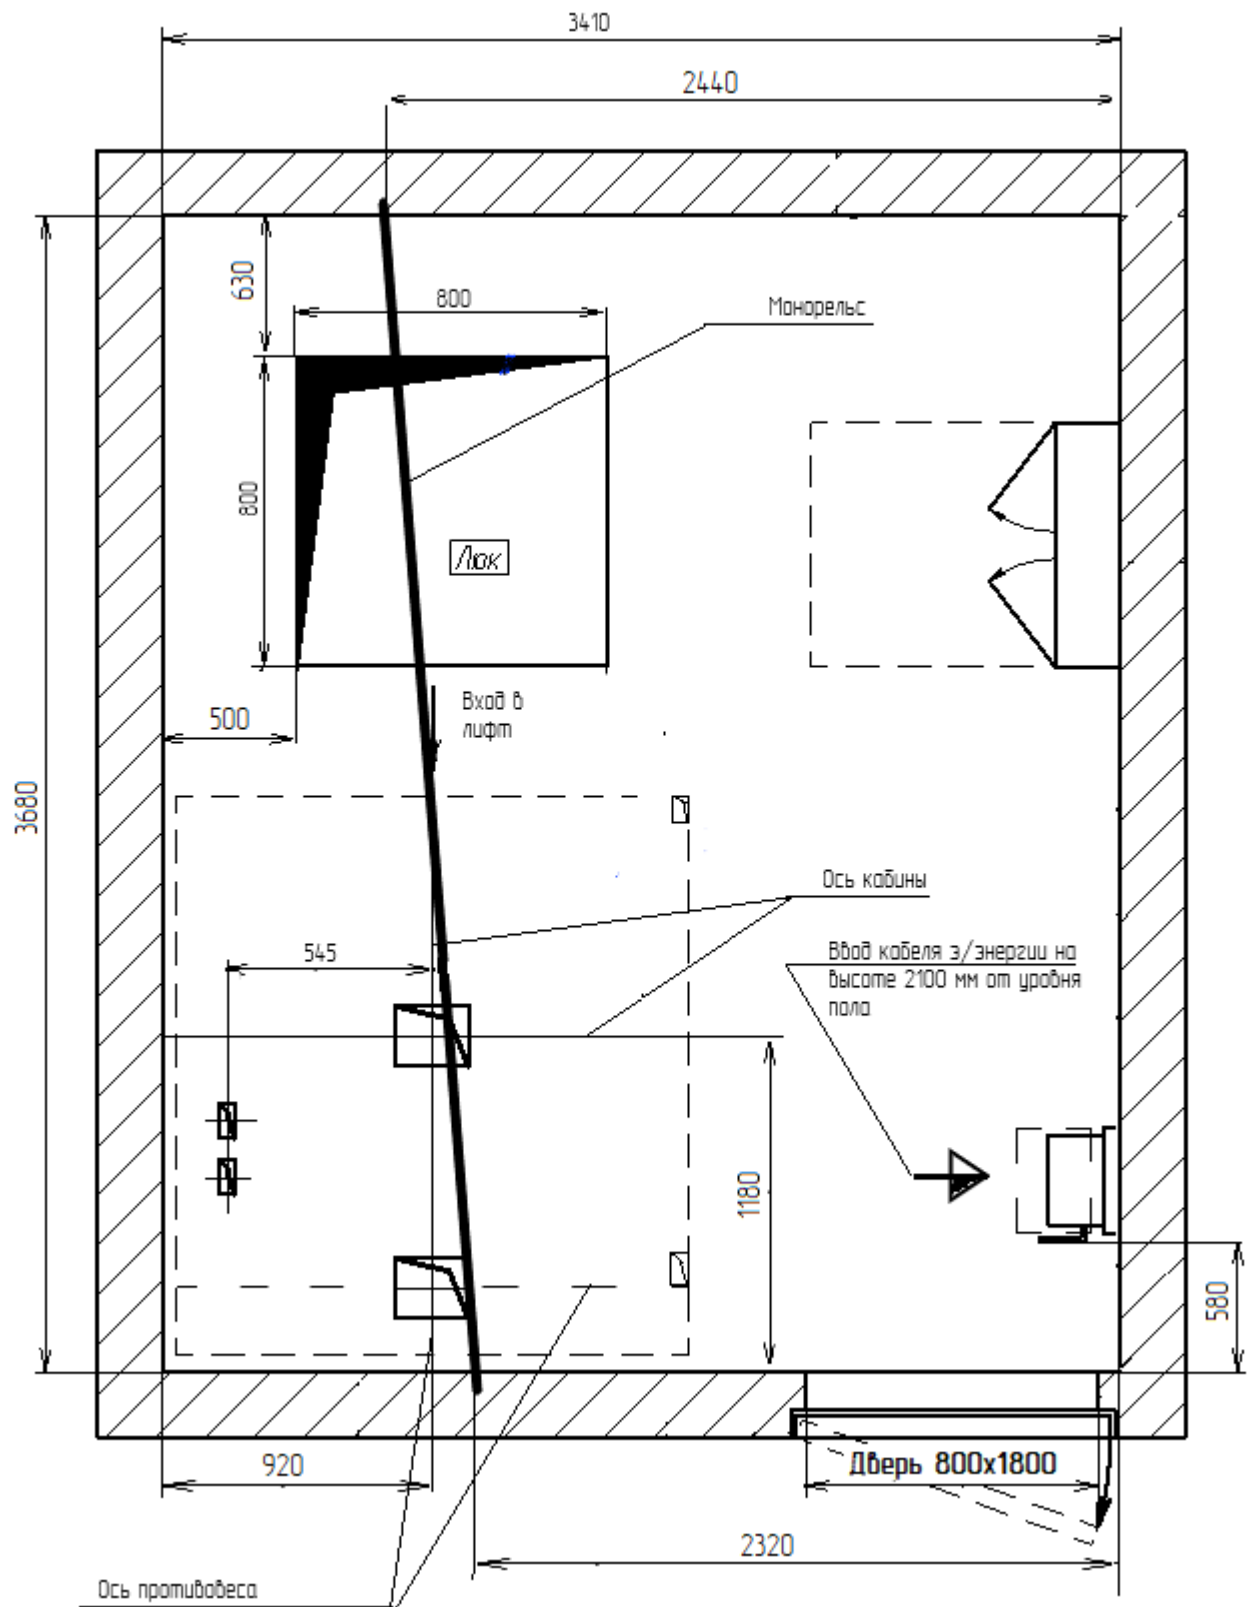 3410
2440
630
800
Монорельс
800
Люк
Вход в
лифт
500
3680
Ось кабины
545
Ввод кабеля э/энергии на
высоте 2100 мм от уровня
пола
1180
580
920
Дверь 800х1800
2320
Ось противовеса